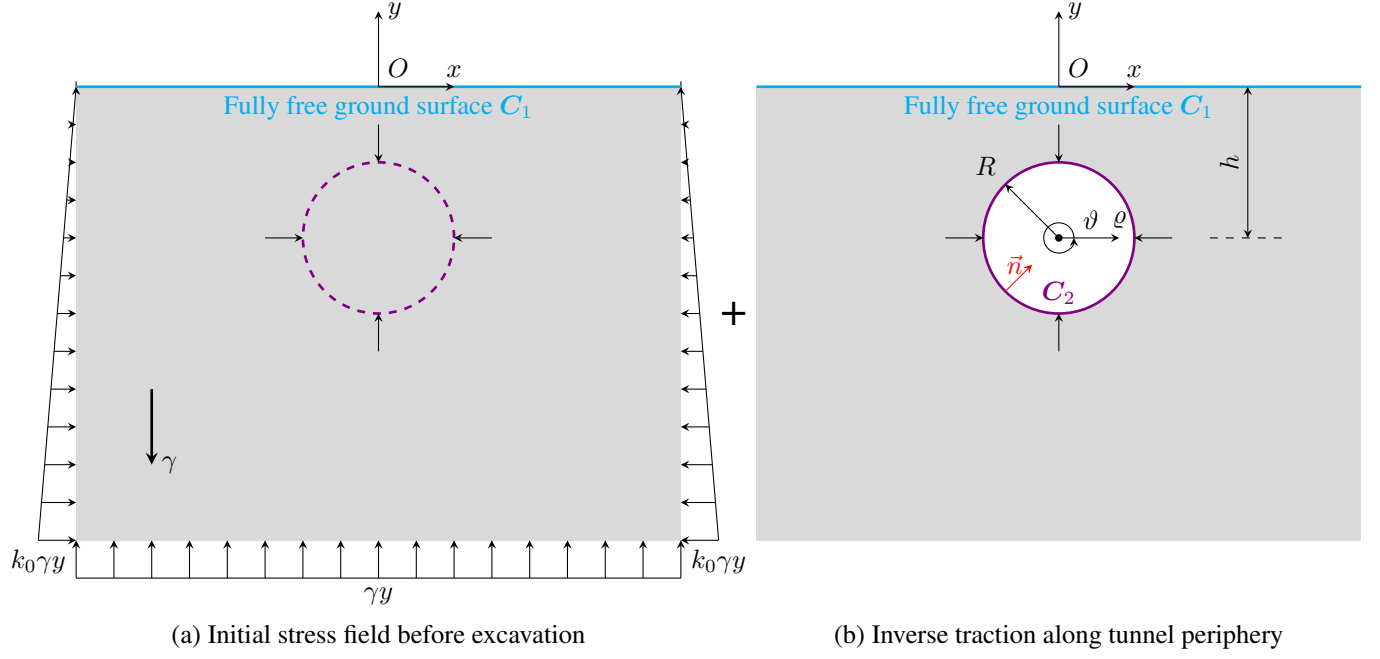 y
O
x
Fully free ground surface C₁
γ
k₀γy
k₀γy
γy
(a) Initial stress field before excavation
+
y
O
x
Fully free ground surface C₁
h
R
ϑ
ϱ
n⃗
C₂
(b) Inverse traction along tunnel periphery